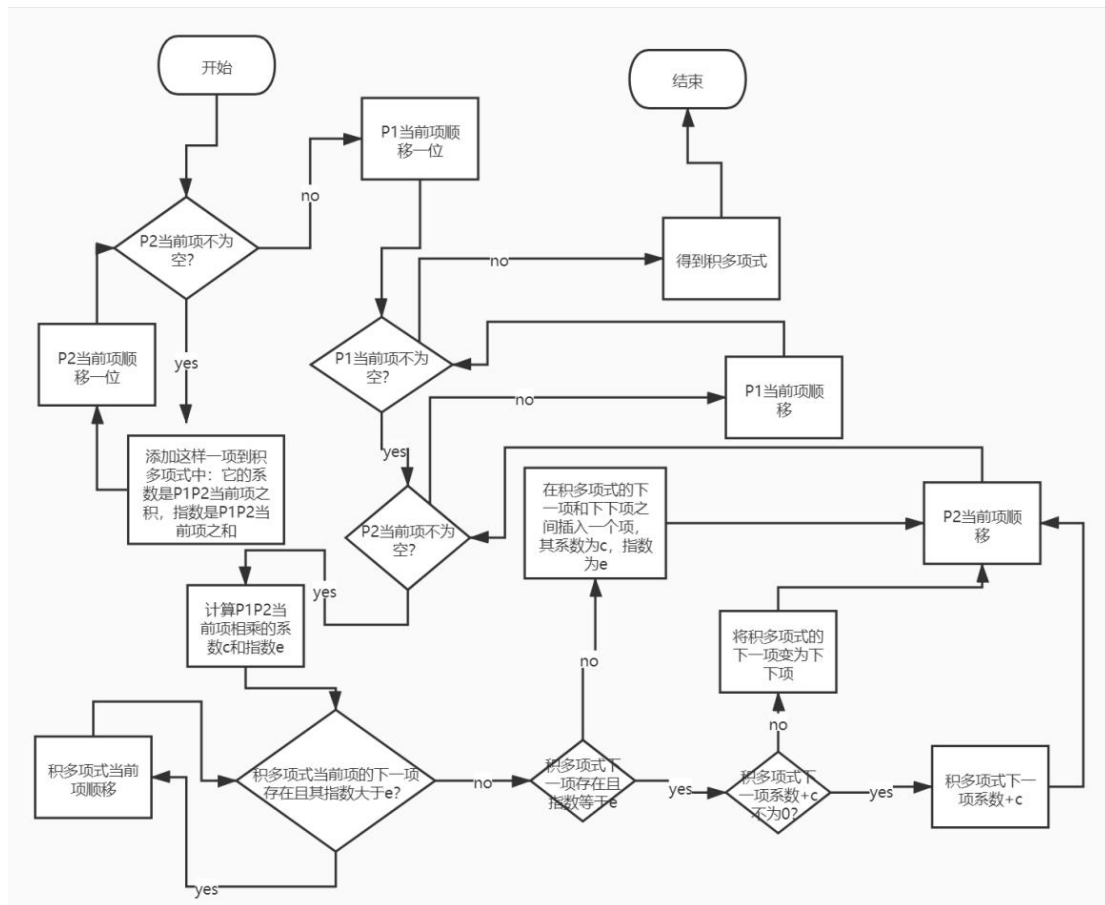 开始
结束
P1当前项顺
移一位
no
P2当前项不为
空?
no
得到积多项式
P2当前项顺
移一位
yes
P1当前项不为
空?
P1当前项顺
移
no
yes
添加这样一项到积
多项式中：它的系
数是P1P2当前项之
积，指数是P1P2当
前项之和
P2当前项不为
空?
在积多项式的下
一项和下下项之
间插入一个项，
其系数为c，指数
为e
P2当前项顺
移
yes
计算P1P2当
前项相乘的系
数c和指数e
no
将积多项式的
下一项变为下
下项
no
积多项式当前
项顺移
积多项式当前项的下一项
存在且其指数大于e?
no
积多项式下
一项存在且
指数等于e
yes
积多项式下
一项系数+c
不为0?
yes
积多项式下一
项系数+c
yes